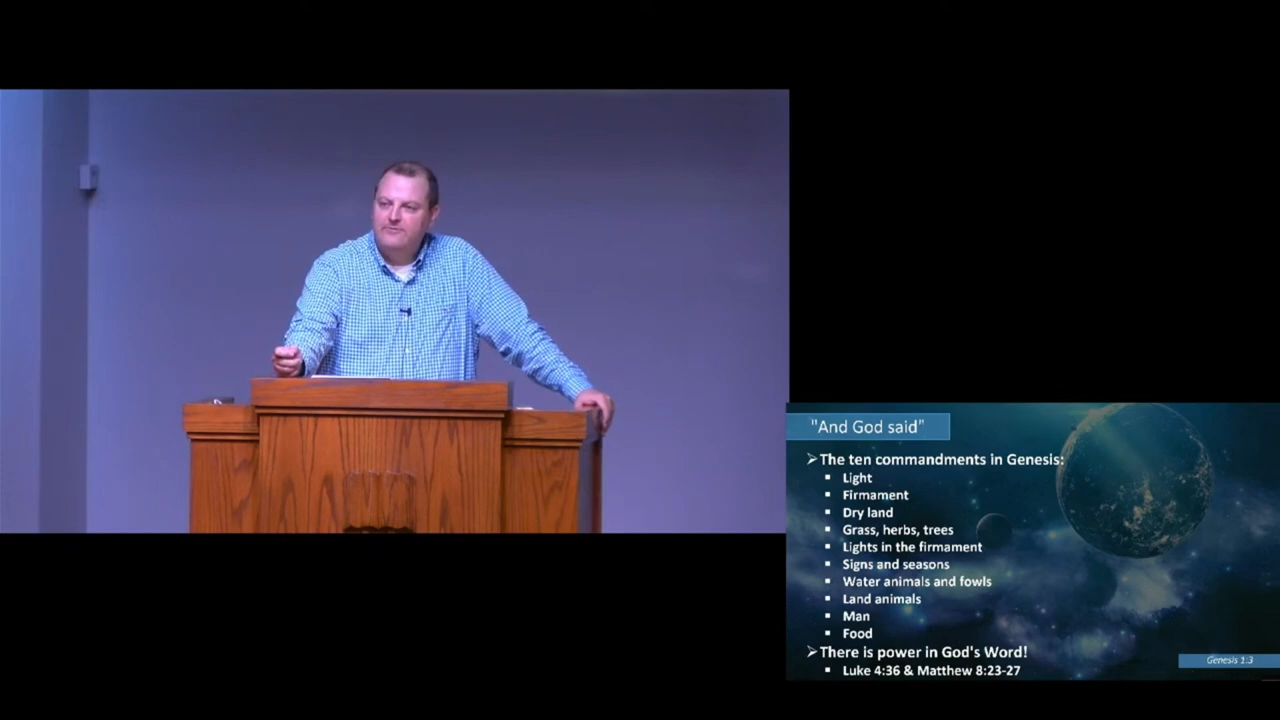 "And God said"
➢The ten commandments in Genesis:
▪ Light
▪ Firmament
▪ Dry land
▪ Grass, herbs, trees
▪ Lights in the firmament
▪ Signs and seasons
▪ Water animals and fowls
▪ Land animals
▪ Man
▪ Food
➢There is power in God's Word!
▪ Luke 4:36 & Matthew 8:23-27
Genesis 1:3